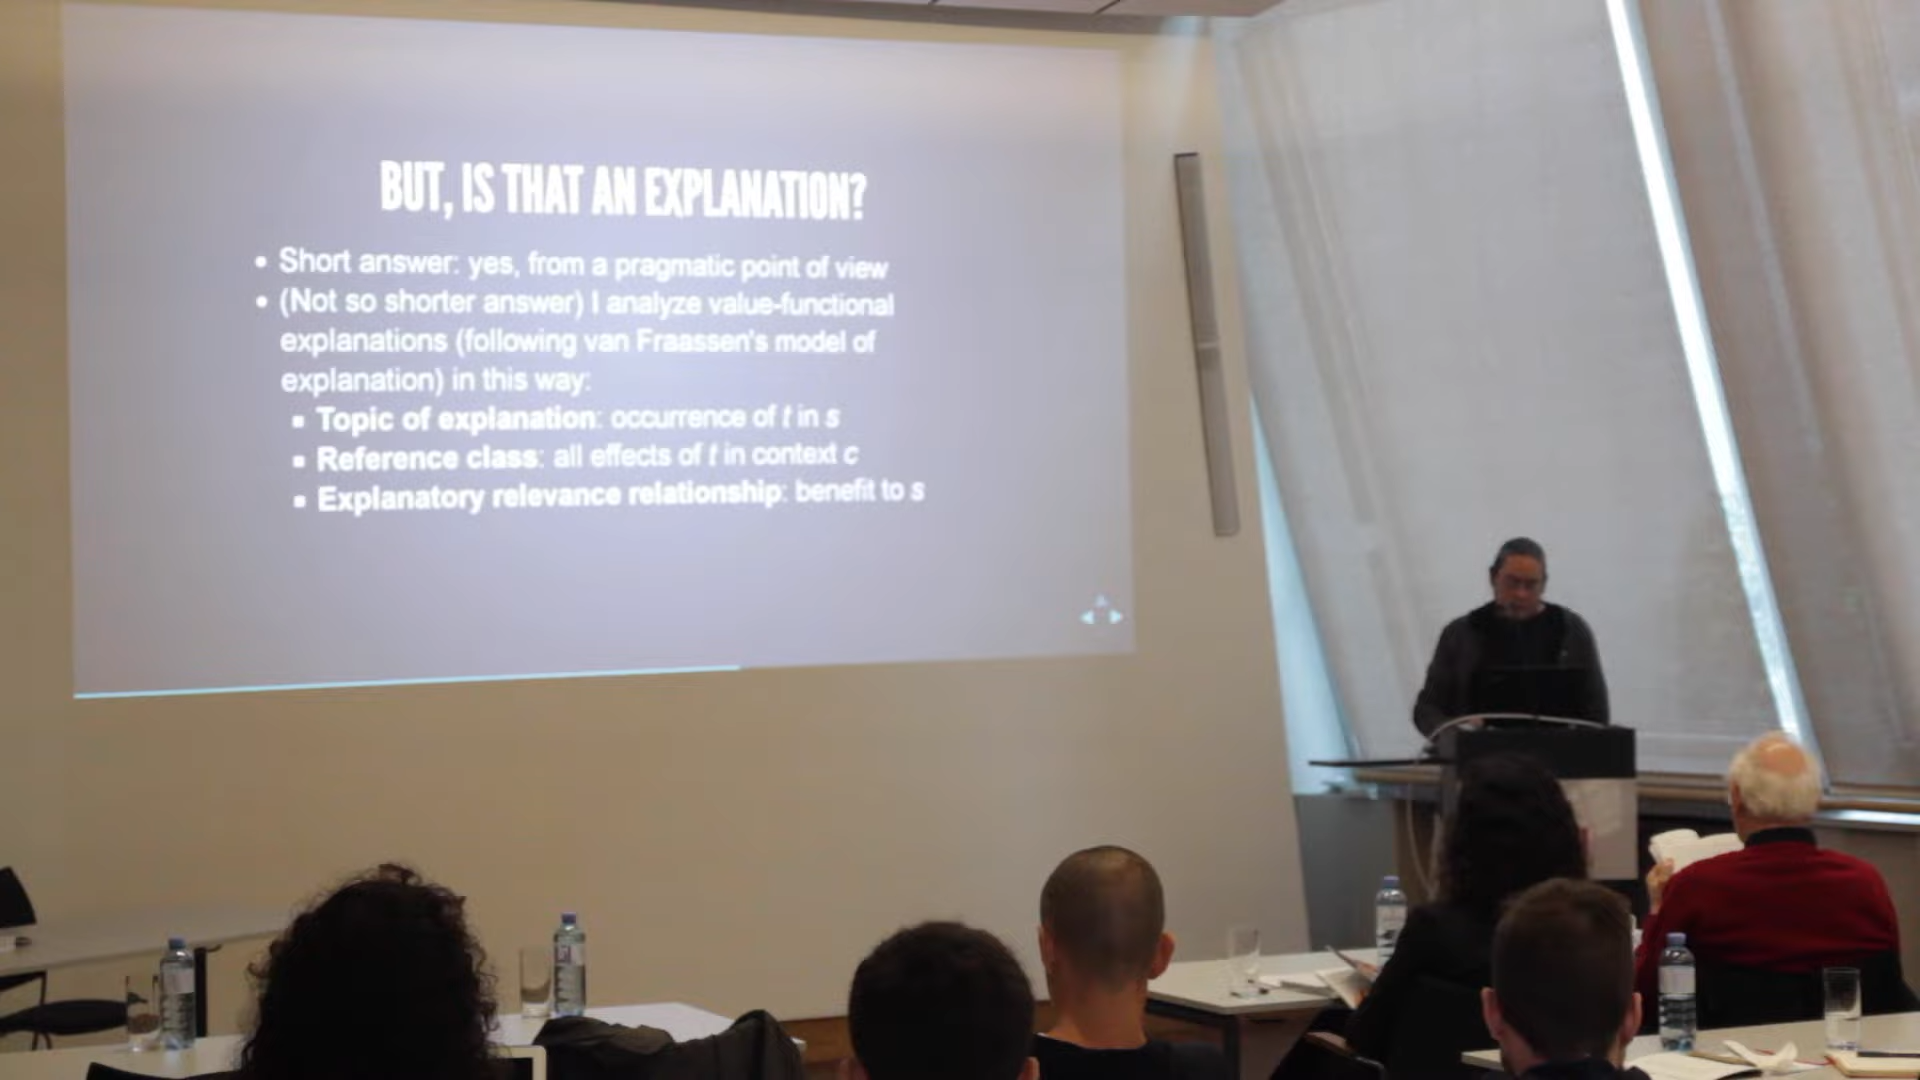 BUT, IS THAT AN EXPLANATION?
• Short answer: yes, from a pragmatic point of view
• (Not so shorter answer) I analyze value-functional
explanations (following van Fraassen's model of
explanation) in this way:
▪ Topic of explanation: occurrence of t in s
▪ Reference class: all effects of t in context c
▪ Explanatory relevance relationship: benefit to s